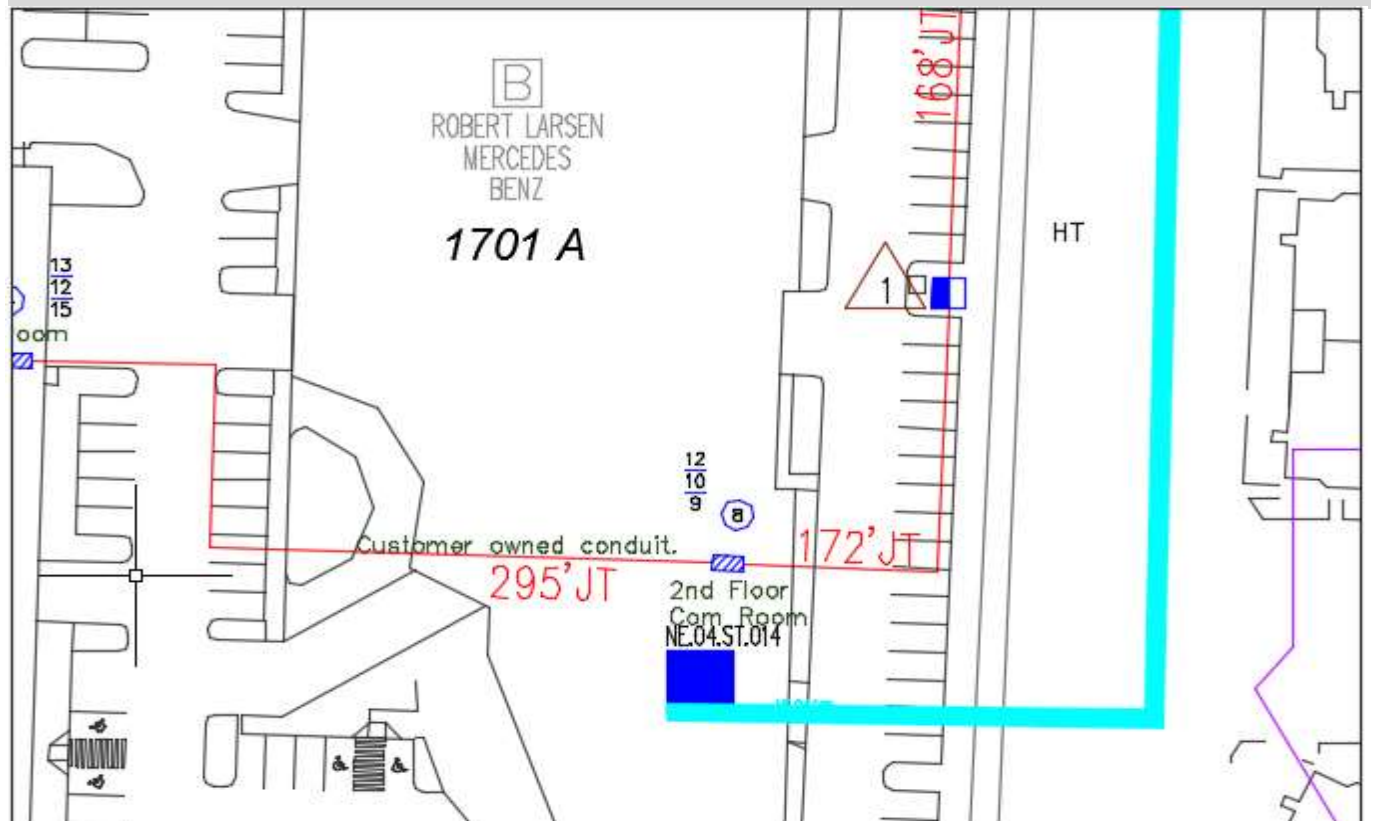 168'JT
B
ROBERT LARSEN
MERCEDES
BENZ
1701 A
HT
13
12
15
1
oom
12
10
9
8
Customer owned conduit.
172'JT
295'JT
2nd Floor
Com Room
NE.04.ST.014